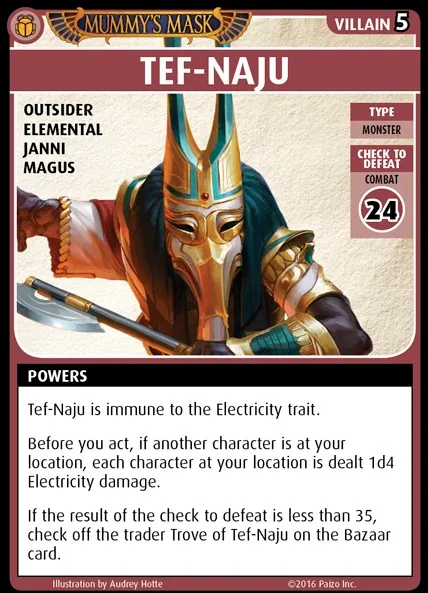 MUMMY'S MASK
VILLAIN 5
TEF-NAJU
OUTSIDER
ELEMENTAL
JANNI
MAGUS
TYPE
MONSTER
CHECK TO
DEFEAT
COMBAT
24
POWERS
Tef-Naju is immune to the Electricity trait.
Before you act, if another character is at your
location, each character at your location is dealt 1d4
Electricity damage.
If the result of the check to defeat is less than 35,
check off the trader Trove of Tef-Naju on the Bazaar
card.
Illustration by Audrey Hotte
©2016 Paizo Inc.